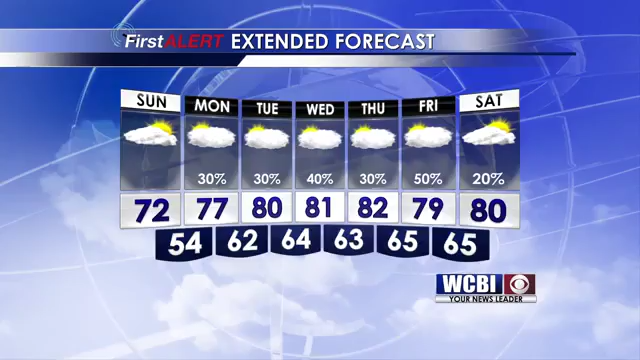 FirstALERT EXTENDED FORECAST
SUN MON TUE WED THU FRI SAT
30% 30% 40% 30% 50% 20%
72 77 80 81 82 79 80
54 62 64 63 65 65
WCBI
YOUR NEWS LEADER